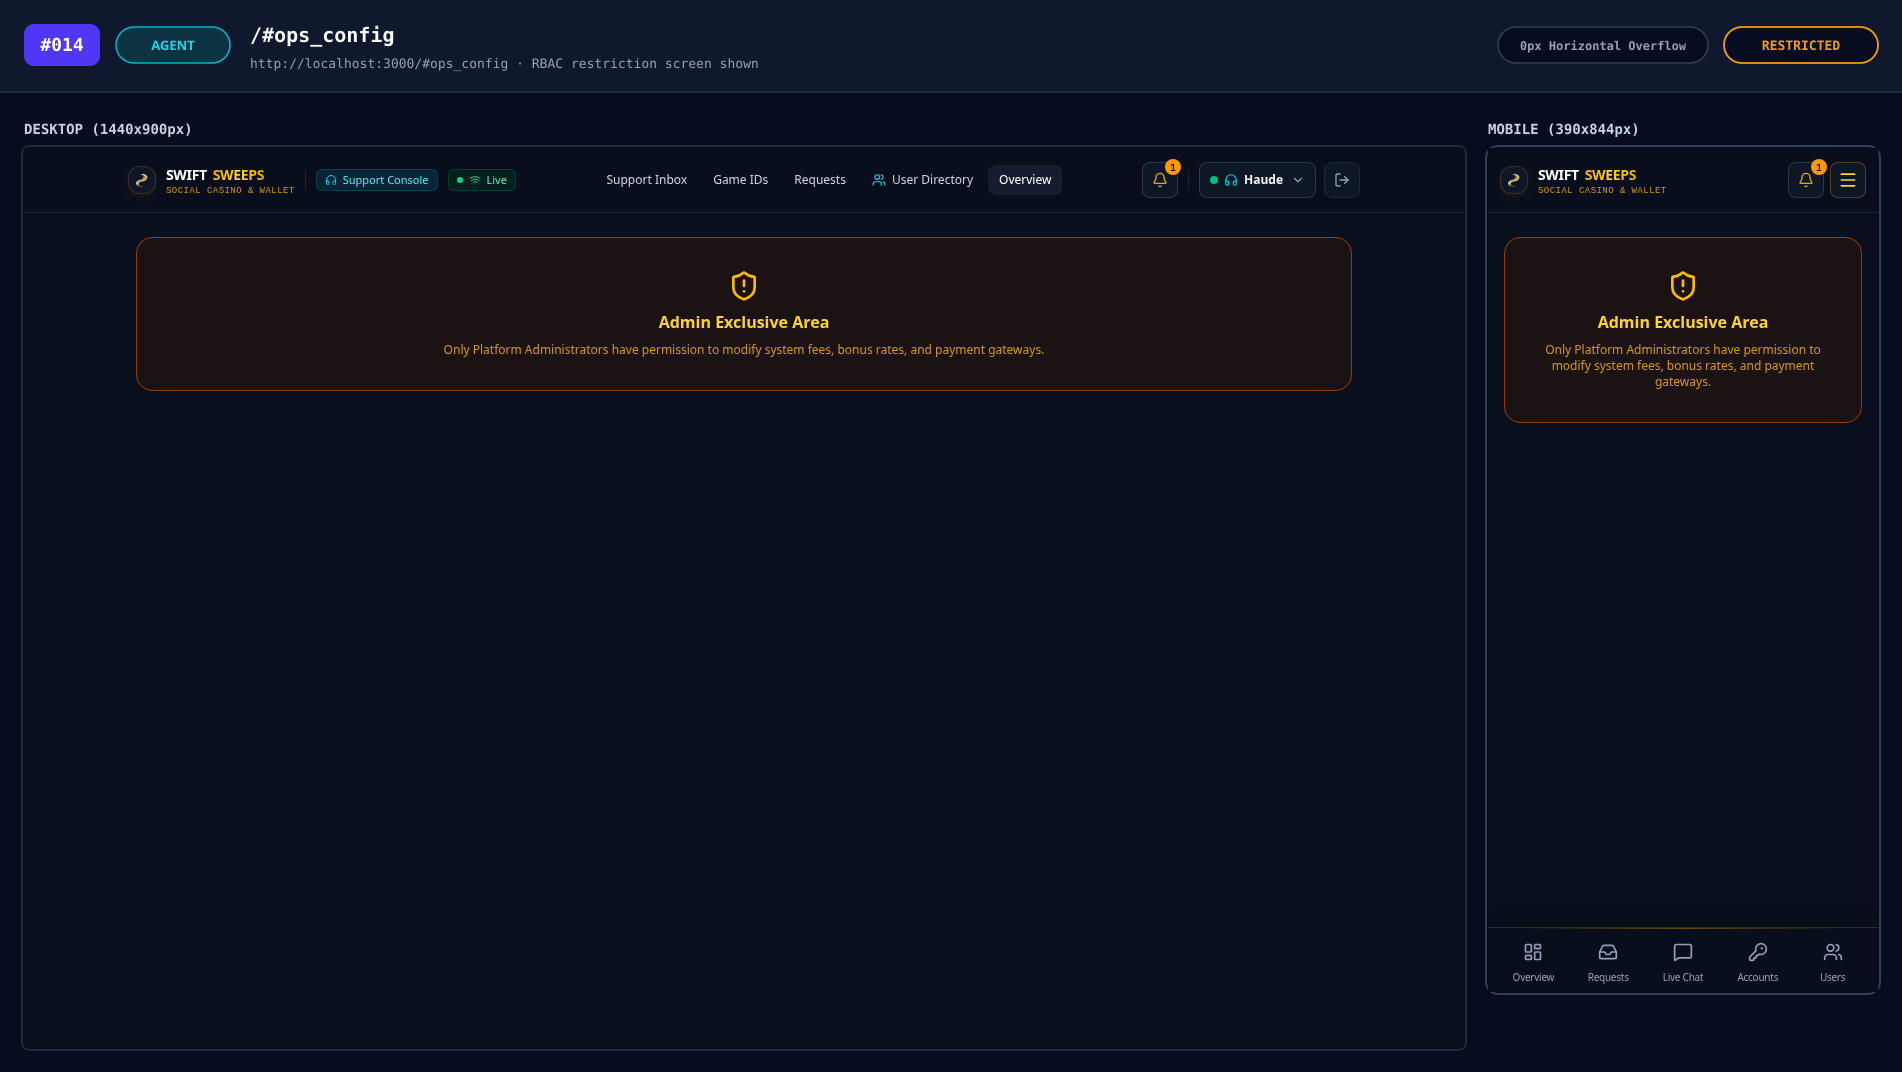 #014
AGENT
/#ops_config
http://localhost:3000/#ops_config · RBAC restriction screen shown
0px Horizontal Overflow
RESTRICTED
DESKTOP (1440x900px)
SWIFT SWEEPS
SOCIAL CASINO & WALLET
Support Console
Live
Support Inbox
Game IDs
Requests
User Directory
Overview
1
Haude
Admin Exclusive Area
Only Platform Administrators have permission to modify system fees, bonus rates, and payment gateways.
MOBILE (390x844px)
SWIFT SWEEPS
SOCIAL CASINO & WALLET
1
Admin Exclusive Area
Only Platform Administrators have permission to
modify system fees, bonus rates, and payment
gateways.
Overview
Requests
Live Chat
Accounts
Users